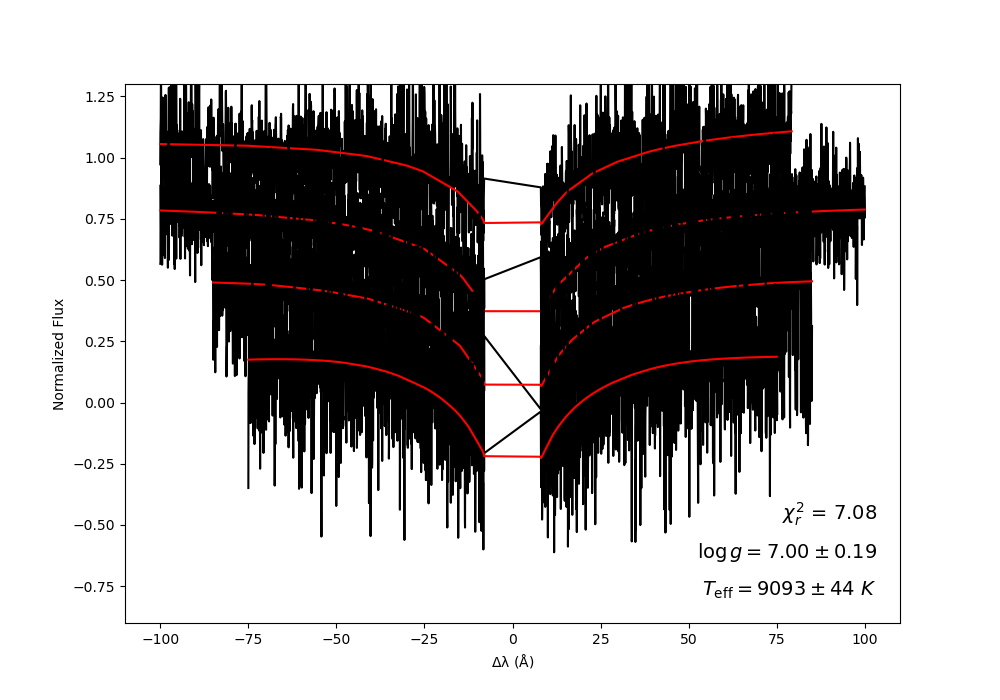 1.25
1.00
0.75
0.50
0.25
0.00
−0.25
−0.50
−0.75
Normalized Flux
χ²ᵣ = 7.08
log g = 7.00 ± 0.19
T_eff = 9093 ± 44 K
−100 −75 −50 −25 0 25 50 75 100
Δλ (Å)